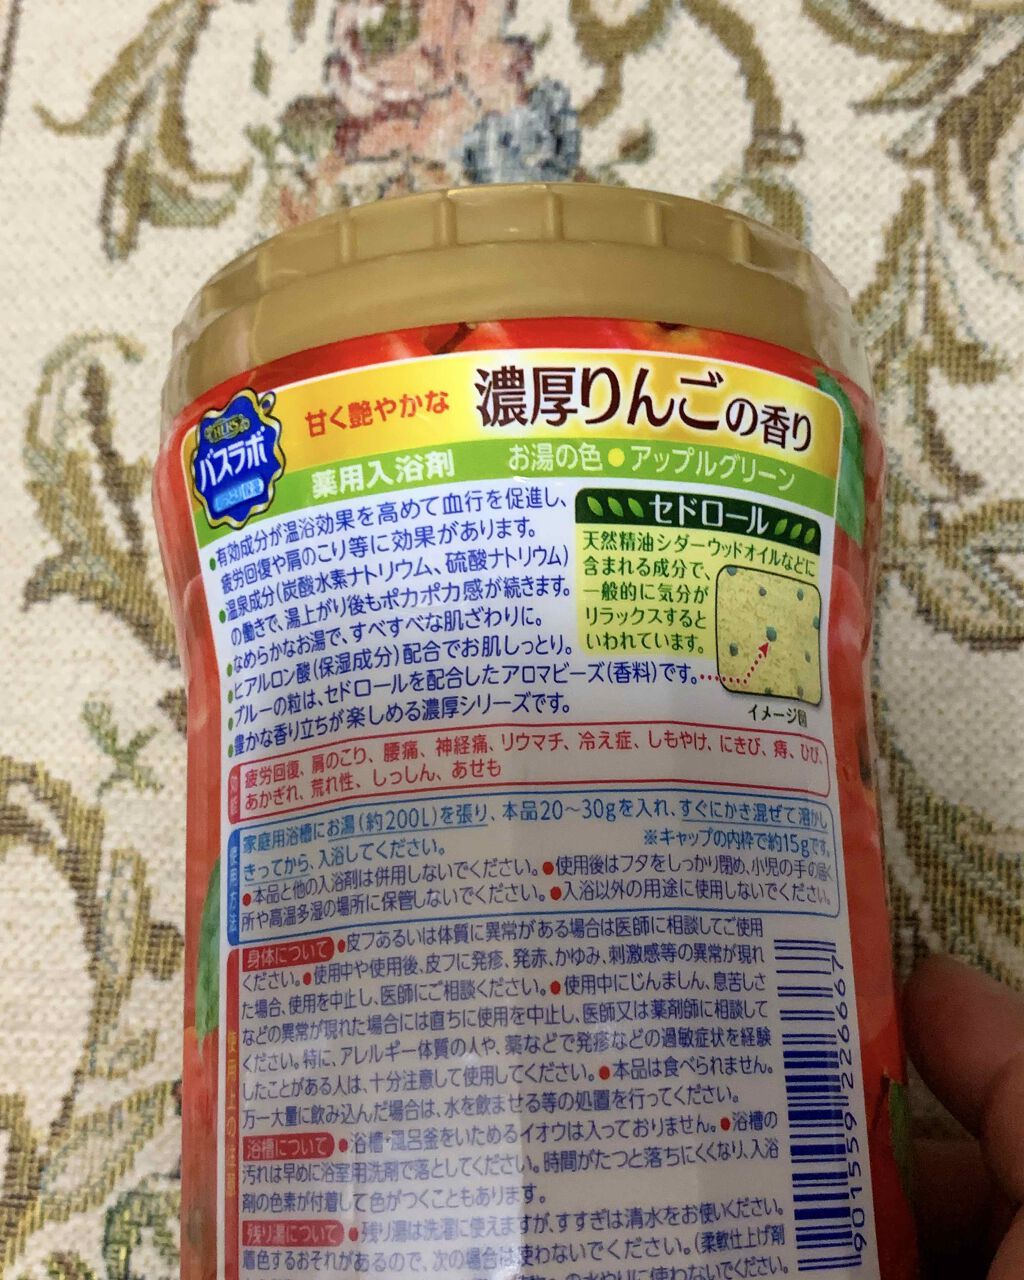 甘く艶やかな 濃厚りんごの香り
HERS
バスラボ
薬用入浴剤 お湯の色●アップルグリーン
●有効成分が温浴効果を高めて血行を促進し、
疲労回復や肩のこり等に効果があります。
●温泉成分(炭酸水素ナトリウム、硫酸ナトリウム)
の働きで、湯上がり後もポカポカ感が続きます。
●なめらかなお湯で、すべすべな肌ざわりに。
●ヒアルロン酸(保湿成分)配合でお肌しっとり。
●ブルーの粒は、セドロールを配合したアロマビーズ(香料)です。
●豊かな香り立ちが楽しめる濃厚シリーズです。
セドロール
天然精油シダーウッドオイルなどに
含まれる成分で、
一般的に気分が
リラックスすると
いわれています。
イメージ図
効能
疲労回復、肩のこり、腰痛、神経痛、リウマチ、冷え症、しもやけ、にきび、痔、ひび、
あかぎれ、荒れ性、しっしん、あせも
使用方法
家庭用浴槽にお湯(約200L)を張り、本品20〜30gを入れ、すぐにかき混ぜて溶かし
きってから、入浴してください。 ※キャップの内枠で約15gです。
●本品と他の入浴剤は併用しないでください。●使用後はフタをしっかり閉め、小児の手の届く
所や高温多湿の場所に保管しないでください。●入浴以外の用途に使用しないでください。
使用上の注意
身体について ●皮フあるいは体質に異常がある場合は医師に相談してご使用
ください。●使用中や使用後、皮フに発疹、発赤、かゆみ、刺激感等の異常が現れ
た場合、使用を中止し、医師にご相談ください。●使用中にじんましん、息苦しさ
などの異常が現れた場合には直ちに使用を中止し、医師又は薬剤師に相談して
ください。特に、アレルギー体質の人や、薬などで発疹などの過敏症状を経験
したことがある人は、十分注意して使用してください。●本品は食べられません。
万一大量に飲み込んだ場合は、水を飲ませる等の処置を行ってください。
浴槽について ●浴槽・風呂釜をいためるイオウは入っておりません。●浴槽の
汚れは早めに浴室用洗剤で落としてください。時間がたつと落ちにくくなり、入浴
剤の色素が付着して色がつくこともあります。
残り湯について ●残り湯は洗濯に使えますが、すすぎは清水をお使いください。
着色するおそれがあるので、次の場合は使わないでください。(柔軟仕上げ剤
の水やりに使わないでください。
4901559226667